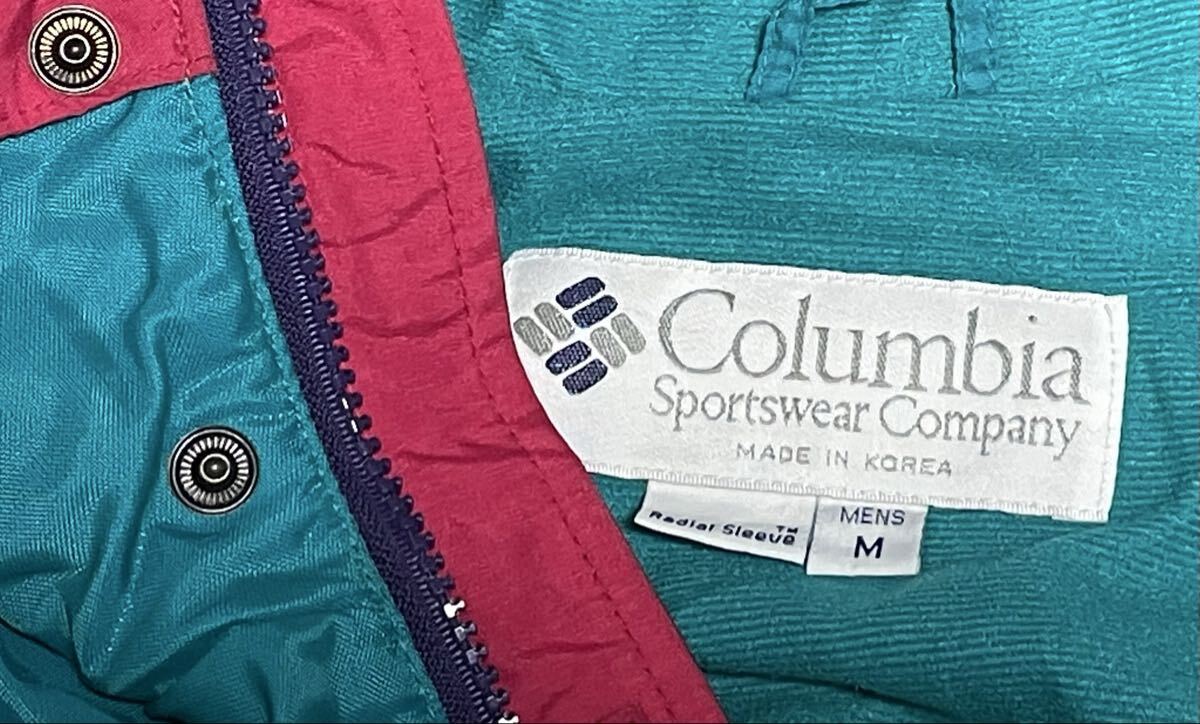 Columbia
Sportswear Company
MADE IN KOREA
Radial Sleeve™
MENS
M